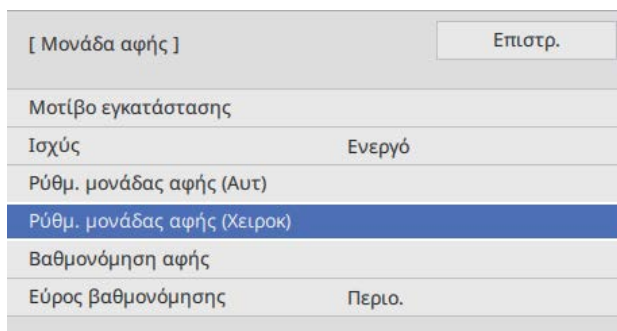 [ Μονάδα αφής ] Επιστρ.
Μοτίβο εγκατάστασης
Ισχύς Ενεργό
Ρύθμ. μονάδας αφής (Αυτ)
Ρύθμ. μονάδας αφής (Χειροκ)
Βαθμονόμηση αφής
Εύρος βαθμονόμησης Περιο.